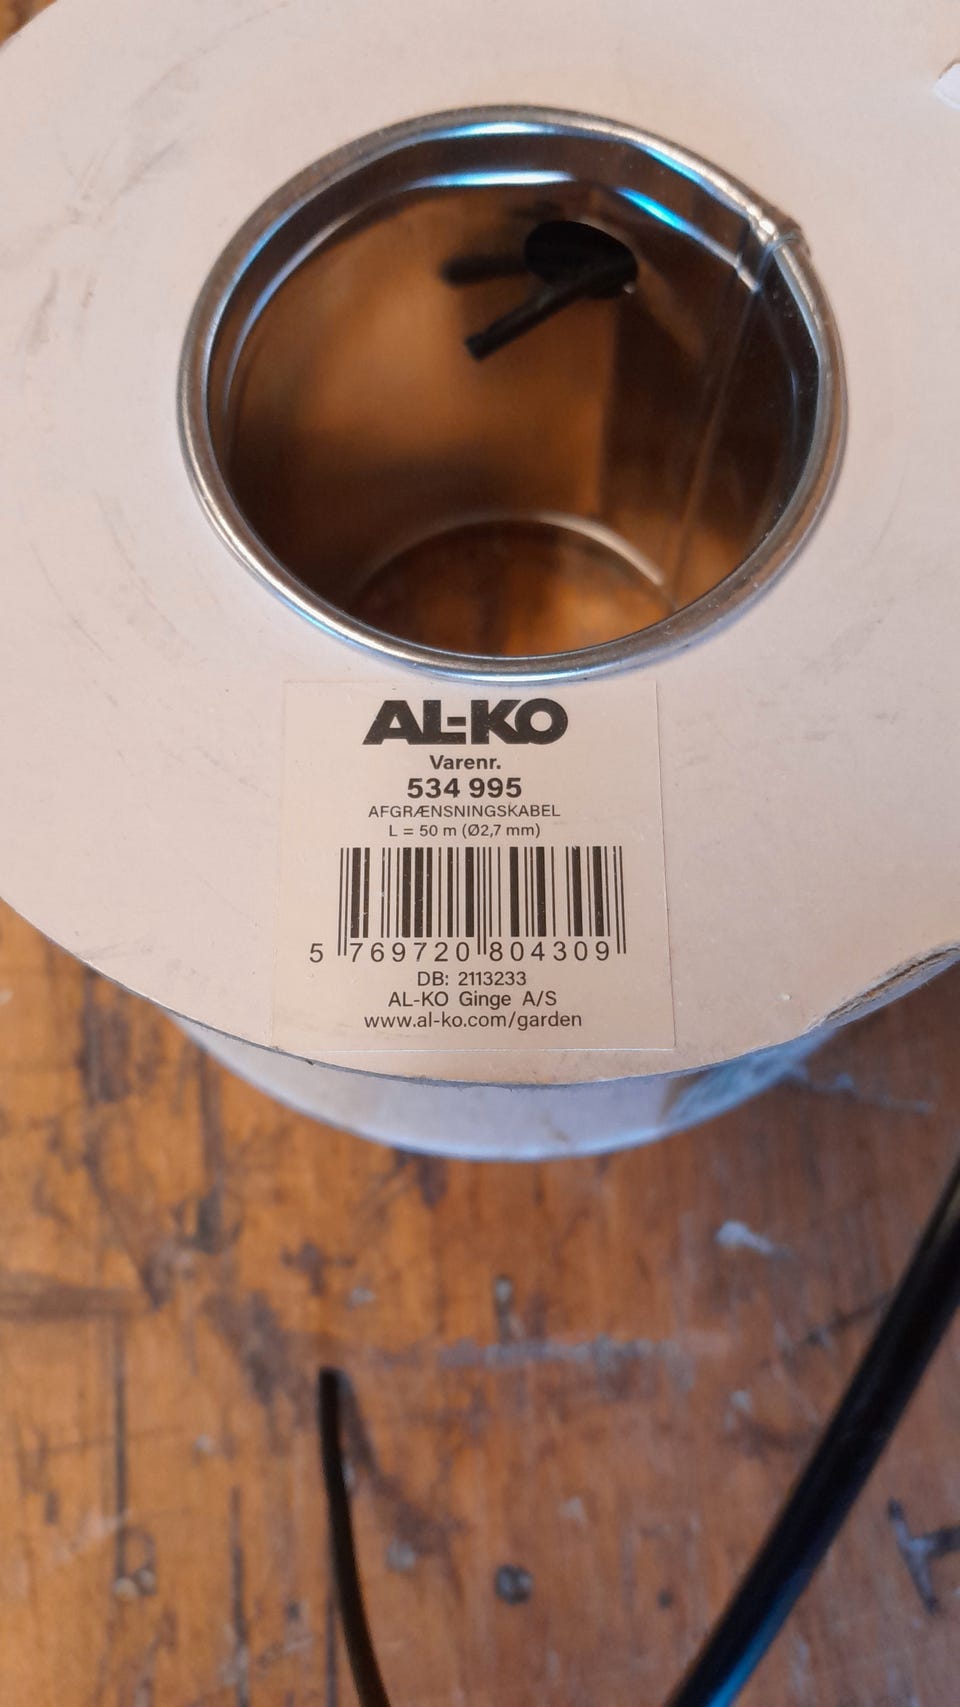 AL-KO
Varenr.
534 995
AFGRÆNSNINGSKABEL
L = 50 m (Ø2,7 mm)
5 769720 804309
DB: 2113233
AL-KO Ginge A/S
www.al-ko.com/garden